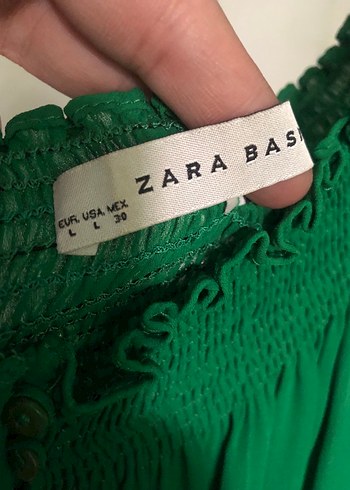 ZARA BAS
EUR. USA. MEX.
L L 30